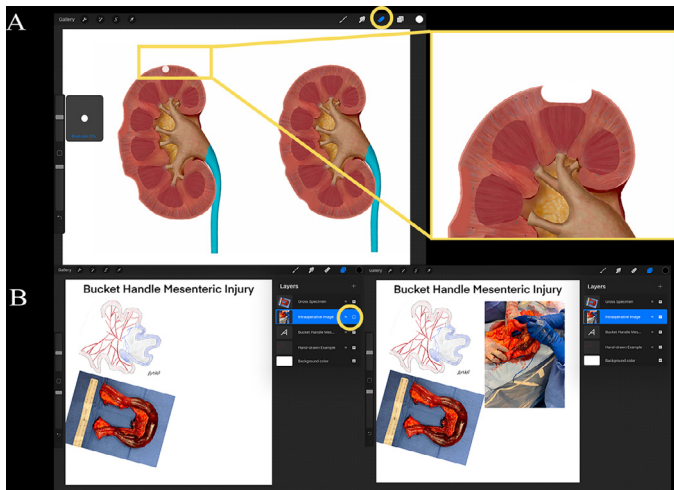 A
Gallery
B
Gallery
Bucket Handle Mesenteric Injury
Layers
Gross Specimen
Intraoperative Image
Bucket Handle Mes...
Hand-drawn Example
Background color
Gallery
Bucket Handle Mesenteric Injury
Layers
Gross Specimen
Intraoperative Image
Bucket Handle Mes...
Hand-drawn Example
Background color